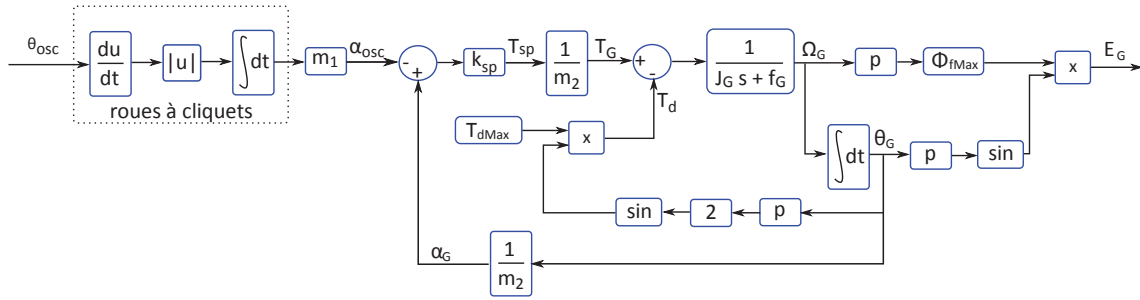 θosc
du
dt
|u|
∫dt
roues à cliquets
m1
αosc
- +
ksp
Tsp
1
m2
TG
+ -
Td
1
JG s + fG
ΩG
p
ΦfMax
x
EG
TdMax
x
∫dt
θG
p
sin
sin
2
p
αG
1
m2